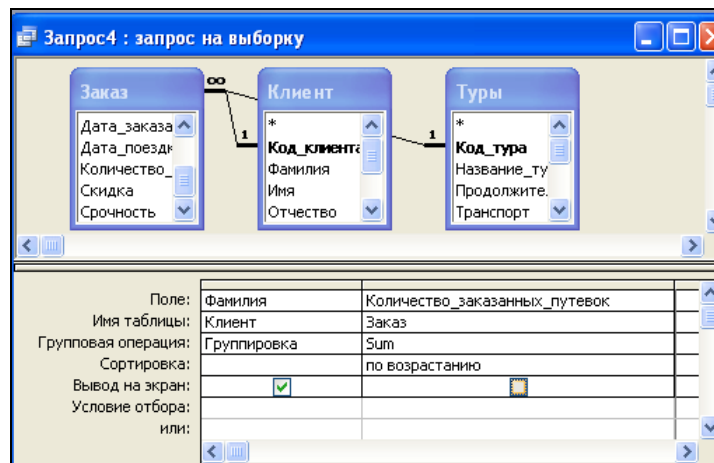 Запрос4 : запрос на выборку
Заказ
Дата_заказа
Дата_поездк
Количество_
Скидка
Срочность
∞
1
Клиент
*
Код_клиента
Фамилия
Имя
Отчество
1
Туры
*
Код_тура
Название_ту
Продолжите.
Транспорт
Поле: Фамилия Количество_заказанных_путевок
Имя таблицы: Клиент Заказ
Групповая операция: Группировка Sum
Сортировка: по возрастанию
Вывод на экран:
Условие отбора:
или: